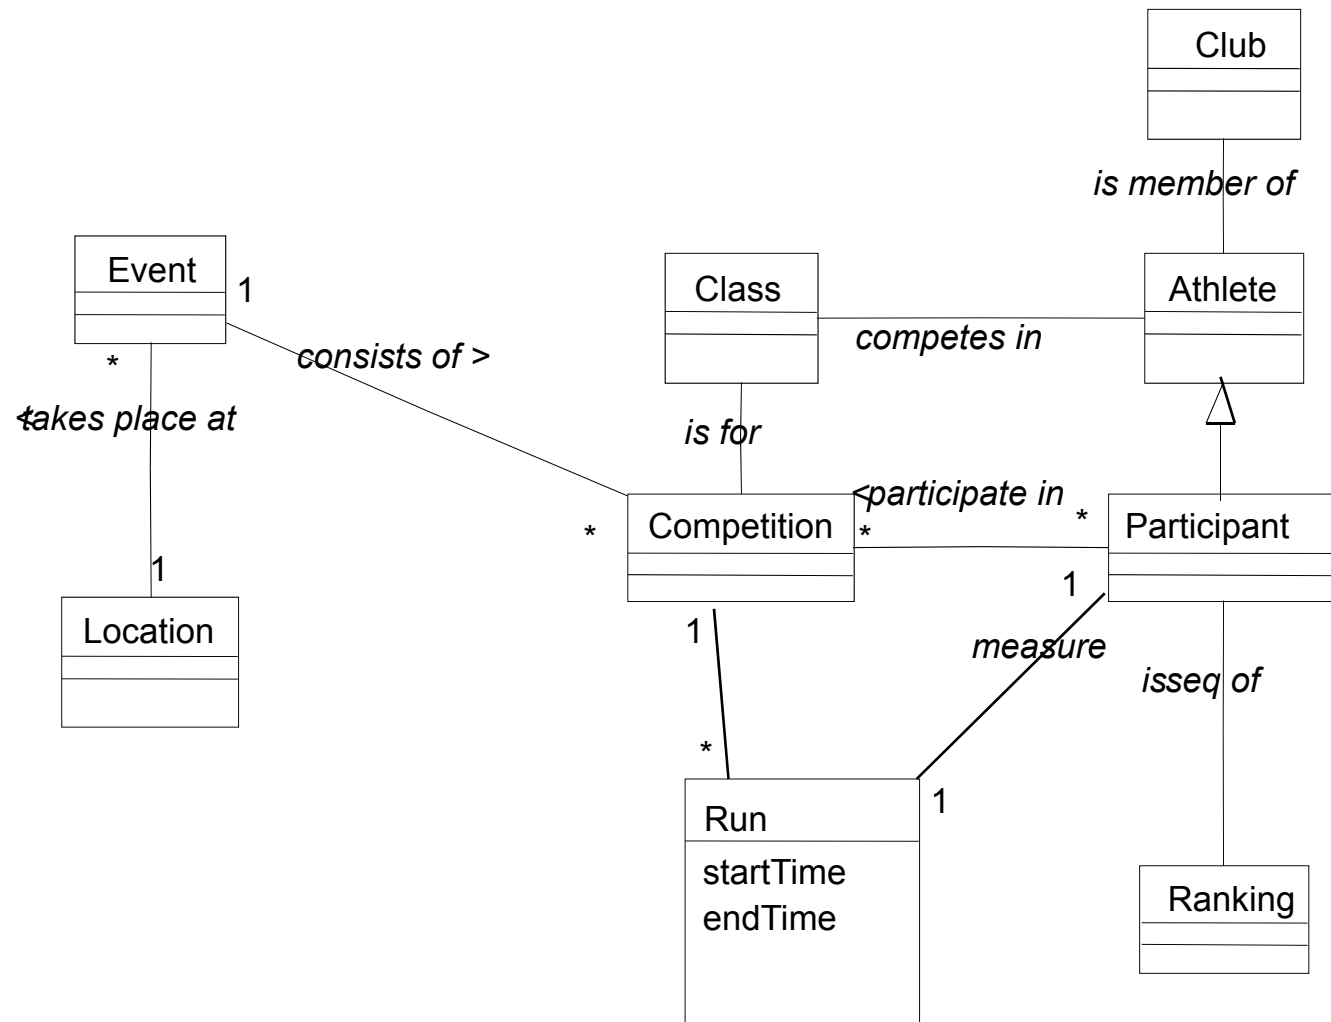 Club
is member of
Event
1
Class
Athlete
consists of >
competes in
*
<takes place at
is for
<participate in
*
Competition
*
*
Participant
1
1
Location
1
measure
isseq of
*
1
Run
startTime
endTime
Ranking